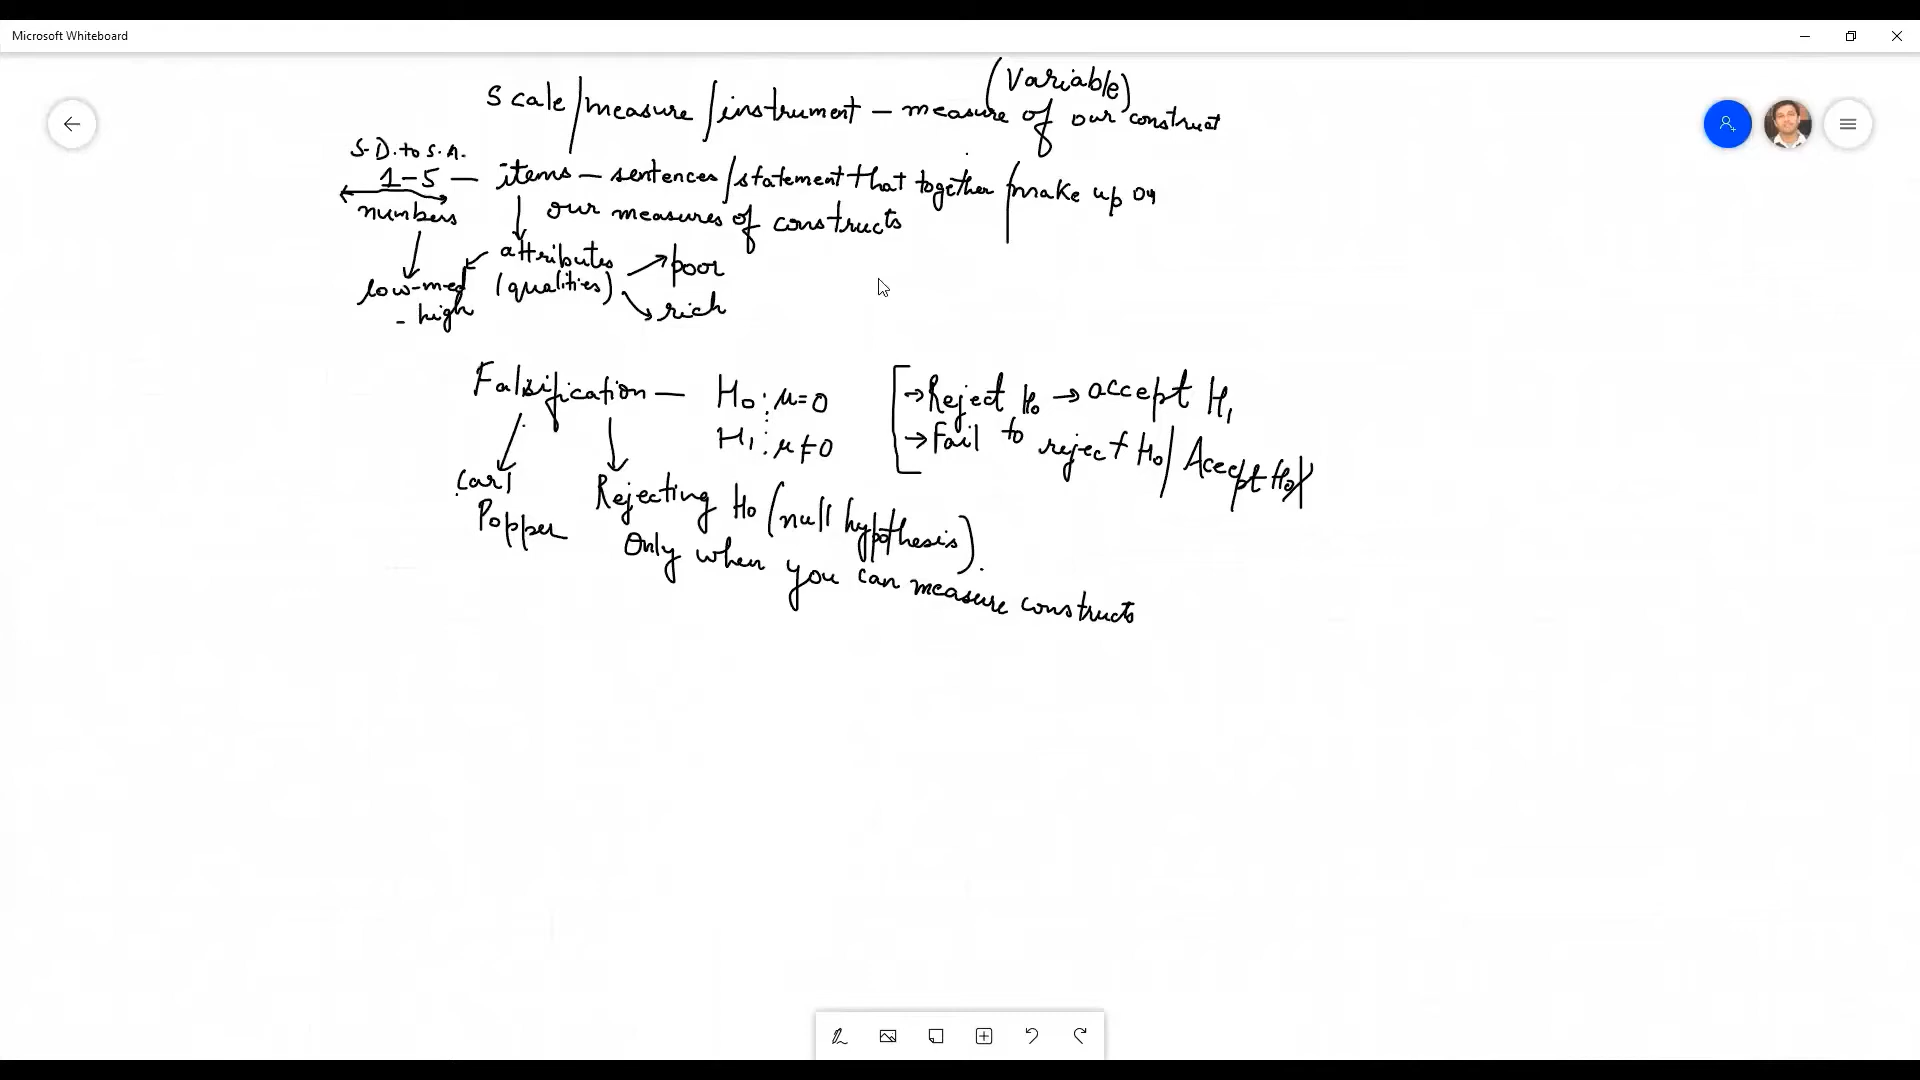 Microsoft Whiteboard
(Variable)
Scale/measure/instrument – measure of our construct
S.D. to S.A.
1–5 – items – sentences/statement that together/make up
numbers our measures of constructs
attributes poor
low-med (qualities)
- high rich
Falsification – H0: μ=0 → Reject H0 → accept H1
H1: μ≠0 → Fail to reject H0/ Accept H0
Carl Rejecting H0 (null hypothesis).
Popper Only when you can measure constructs